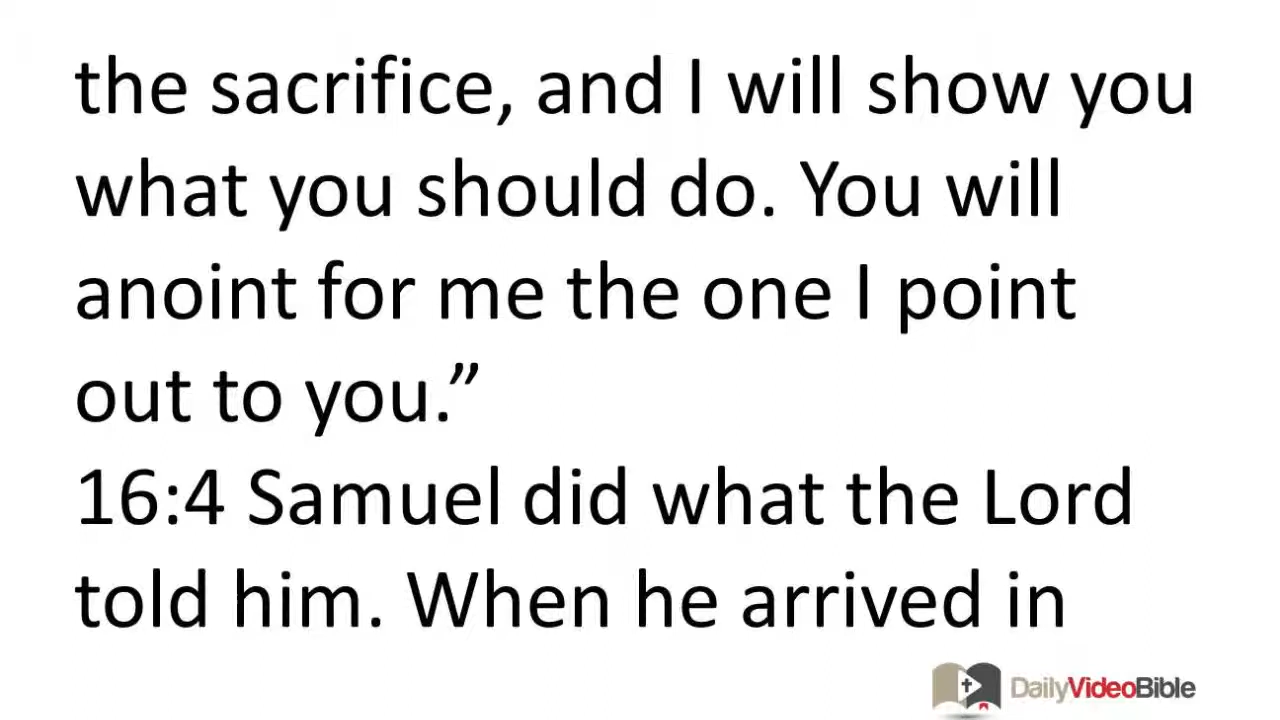 the sacrifice, and I will show you
what you should do. You will
anoint for me the one I point
out to you.”
16:4 Samuel did what the Lord
told him. When he arrived in
DailyVideoBible